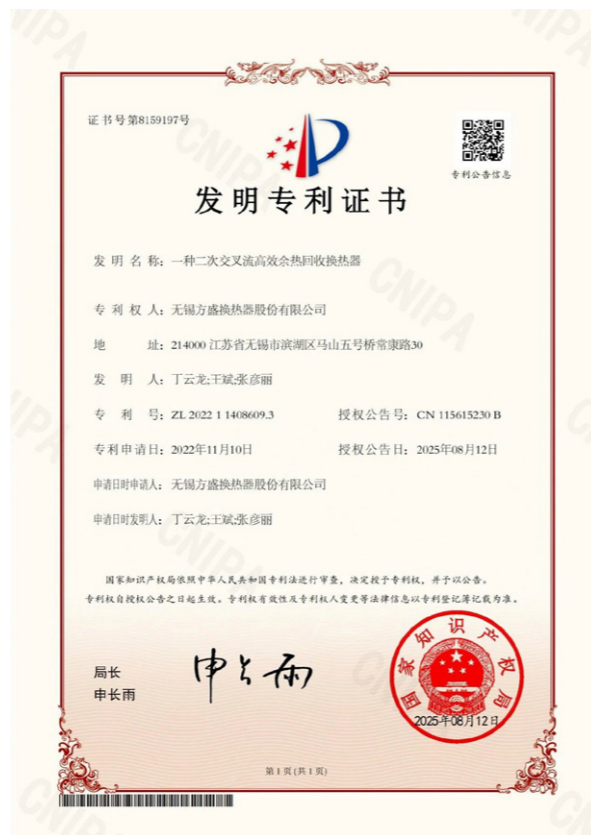 证书号第8159197号
专利公告信息
发明专利证书
发明名称：一种二次交叉流高效余热回收换热器
专利权人：无锡方盛换热器股份有限公司
地址：214000 江苏省无锡市滨湖区马山五号桥常康路30
发明人：丁云龙;王斌;张彦丽
专利号：ZL 2022 1 1408609.3 授权公告号：CN 115615230 B
专利申请日：2022年11月10日 授权公告日：2025年08月12日
申请日时申请人：无锡方盛换热器股份有限公司
申请日时发明人：丁云龙;王斌;张彦丽
国家知识产权局依照中华人民共和国专利法进行审查，决定授予专利权，并予以公告。
专利权自授权公告之日起生效。专利权有效性及专利权人变更等法律信息以专利登记簿记载为准。
局长
申长雨
申长雨
国家知识产权局
2025年08月12日
第1页(共1页)
CNIPA
CNIPA
CNIPA
CNIPA
CNIPA
CNIPA
CNIPA